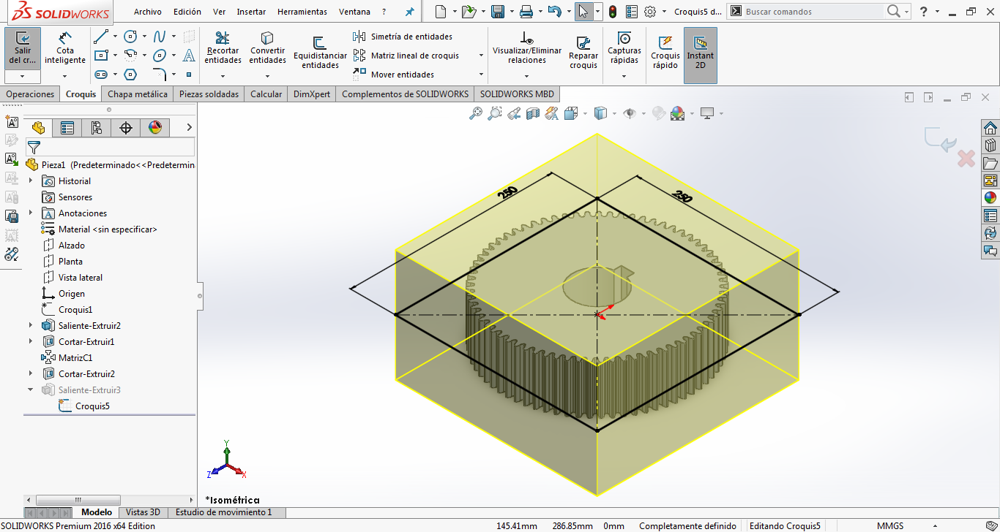 SOLIDWORKS
Archivo Edición Ver Insertar Herramientas Ventana ?
Croquis5 d...
Buscar comandos
?
Salir del cr...
Cota inteligente
Recortar entidades
Convertir entidades
Equidistanciar entidades
Simetría de entidades
Matriz lineal de croquis
Mover entidades
Visualizar/Eliminar relaciones
Reparar croquis
Capturas rápidas
Croquis rápido
Instant 2D
Operaciones Croquis Chapa metálica Piezas soldadas Calcular DimXpert Complementos de SOLIDWORKS SOLIDWORKS MBD
Pieza1 (Predeterminado<<Predetermin
Historial
Sensores
Anotaciones
Material <sin especificar>
Alzado
Planta
Vista lateral
Origen
Croquis1
Saliente-Extruir2
Cortar-Extruir1
MatrizC1
Cortar-Extruir2
Saliente-Extruir3
Croquis5
250
250
Y
Z
X
*Isométrica
Modelo Vistas 3D Estudio de movimiento 1
SOLIDWORKS Premium 2016 x64 Edition
145.41mm 286.85mm 0mm Completamente definido Editando Croquis5 MMGS